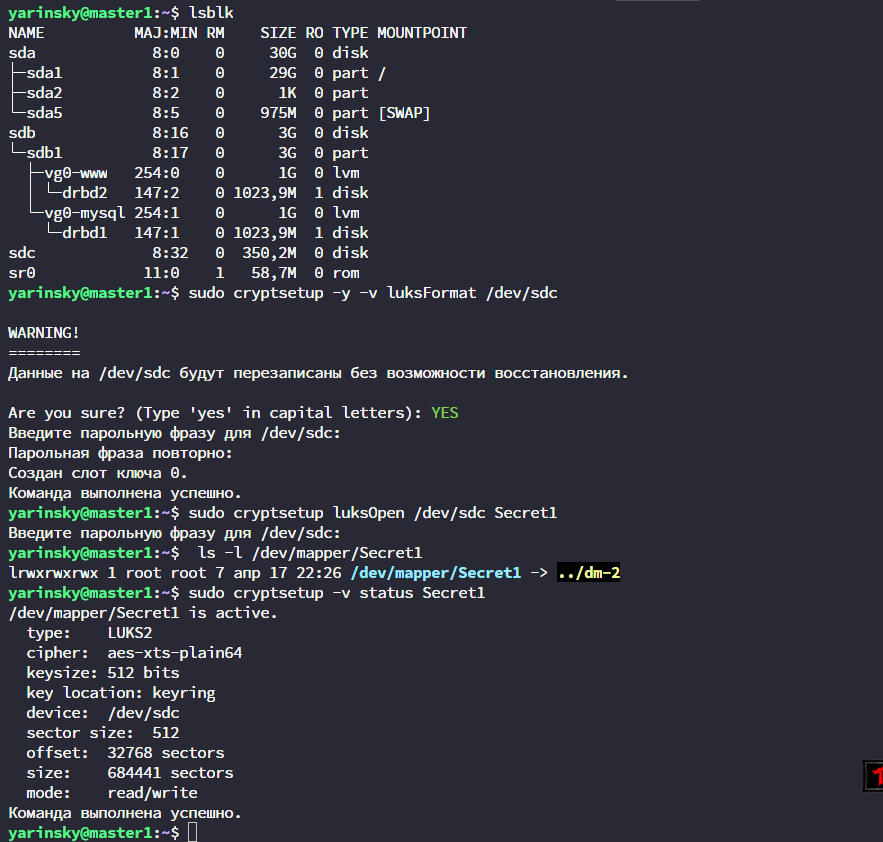 yarinsky@master1:~$ lsblk
NAME          MAJ:MIN RM    SIZE RO TYPE MOUNTPOINT
sda             8:0    0     30G  0 disk
├─sda1          8:1    0     29G  0 part /
├─sda2          8:2    0      1K  0 part
└─sda5          8:5    0    975M  0 part [SWAP]
sdb             8:16   0      3G  0 disk
└─sdb1          8:17   0      3G  0 part
  ├─vg0-www   254:0    0      1G  0 lvm
  │ └─drbd2   147:2    0 1023,9M  1 disk
  └─vg0-mysql 254:1    0      1G  0 lvm
    └─drbd1   147:1    0 1023,9M  1 disk
sdc             8:32   0  350,2M  0 disk
sr0            11:0    1   58,7M  0 rom
yarinsky@master1:~$ sudo cryptsetup -y -v luksFormat /dev/sdc
WARNING!
========
Данные на /dev/sdc будут перезаписаны без возможности восстановления.
Are you sure? (Type 'yes' in capital letters): YES
Введите парольную фразу для /dev/sdc:
Парольная фраза повторно:
Создан слот ключа 0.
Команда выполнена успешно.
yarinsky@master1:~$ sudo cryptsetup luksOpen /dev/sdc Secret1
Введите парольную фразу для /dev/sdc:
yarinsky@master1:~$  ls -l /dev/mapper/Secret1
lrwxrwxrwx 1 root root 7 апр 17 22:26 /dev/mapper/Secret1 -> ../dm-2
yarinsky@master1:~$ sudo cryptsetup -v status Secret1
/dev/mapper/Secret1 is active.
  type:    LUKS2
  cipher:  aes-xts-plain64
  keysize: 512 bits
  key location: keyring
  device:  /dev/sdc
  sector size:  512
  offset:  32768 sectors
  size:    684441 sectors
  mode:    read/write
Команда выполнена успешно.
yarinsky@master1:~$